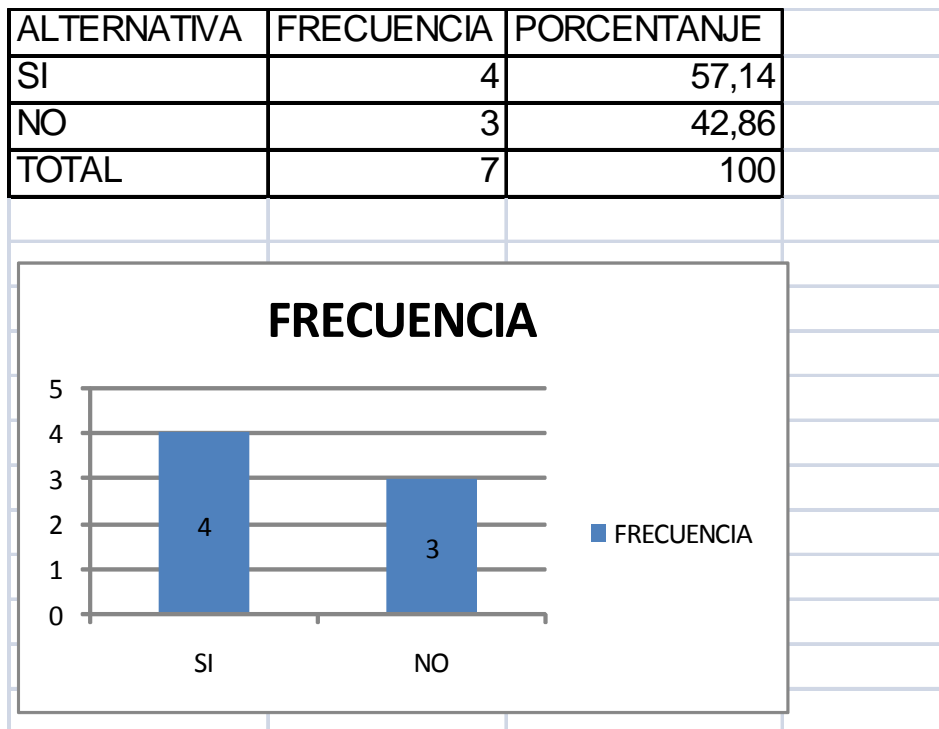 ALTERNATIVA FRECUENCIA PORCENTANJE
SI 4 57,14
NO 3 42,86
TOTAL 7 100
FRECUENCIA
5
4
3
2
1
0
4
3
SI NO
FRECUENCIA